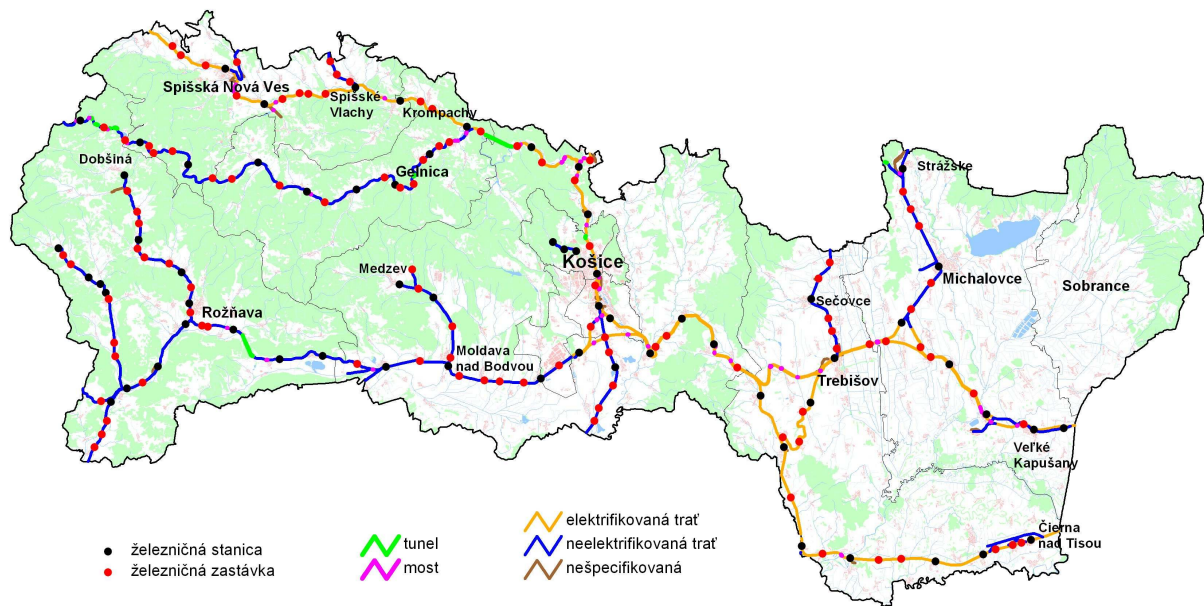 Spišská Nová Ves
Spišské
Vlachy
Krompachy
Dobšiná
Gelnica
Strážske
Košice
Medzev
Michalovce
Sobrance
Sečovce
Rožňava
Moldava
nad Bodvou
Trebišov
Veľké
Kapušany
Čierna
nad Tisou
železničná stanica
železničná zastávka
tunel
most
elektrifikovaná trať
neelektrifikovaná trať
nešpecifikovaná